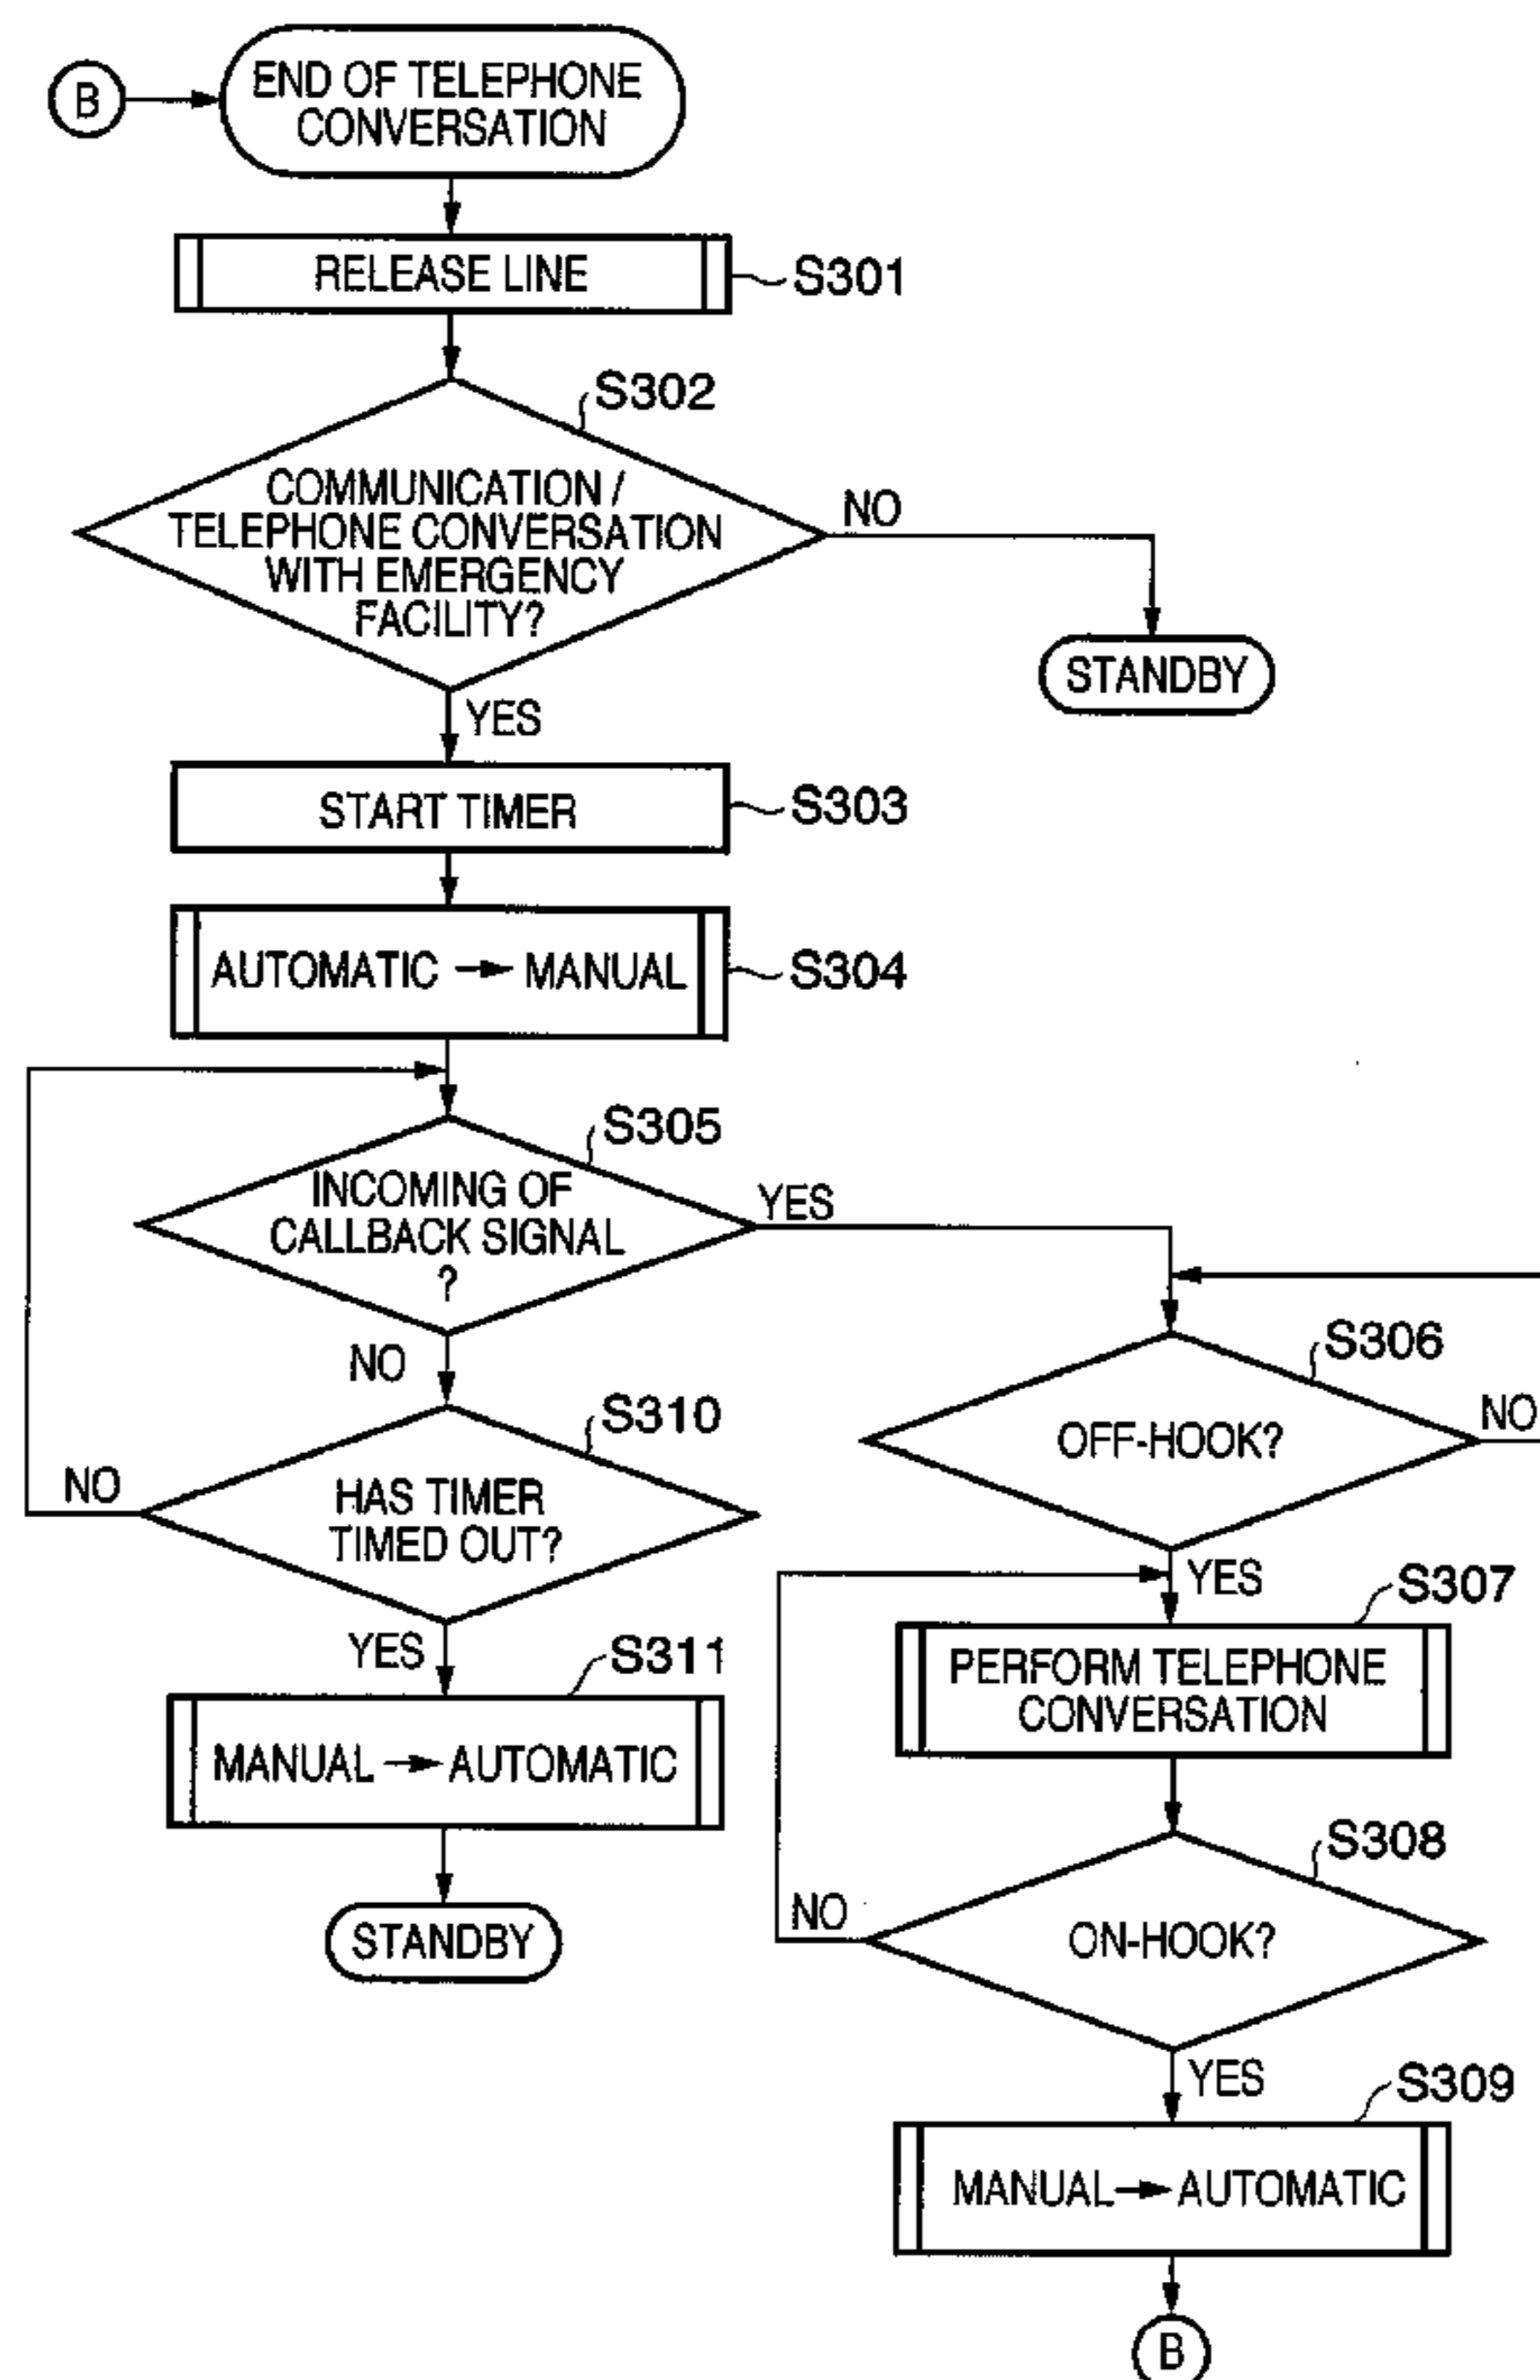 B
END OF TELEPHONE
CONVERSATION
RELEASE LINE
S301
S302
COMMUNICATION /
TELEPHONE CONVERSATION
WITH EMERGENCY
FACILITY?
NO
STANDBY
YES
START TIMER
S303
AUTOMATIC → MANUAL
S304
S305
INCOMING OF
CALLBACK SIGNAL
?
YES
NO
S306
OFF-HOOK?
NO
S310
HAS TIMER
TIMED OUT?
NO
YES
S311
MANUAL → AUTOMATIC
STANDBY
YES
S307
PERFORM TELEPHONE
CONVERSATION
S308
ON-HOOK?
NO
YES
S309
MANUAL → AUTOMATIC
B